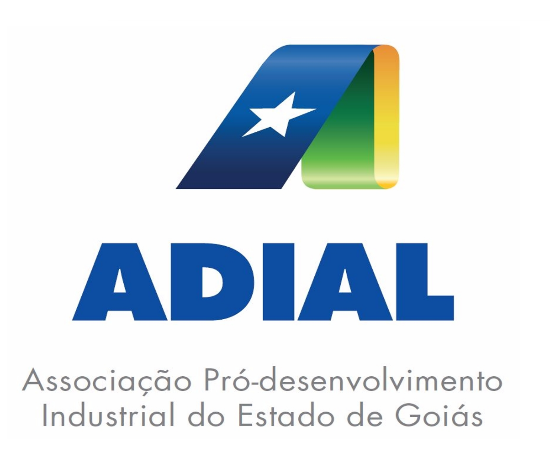 ADIAL
Associação Pró-desenvolvimento
Industrial do Estado de Goiás